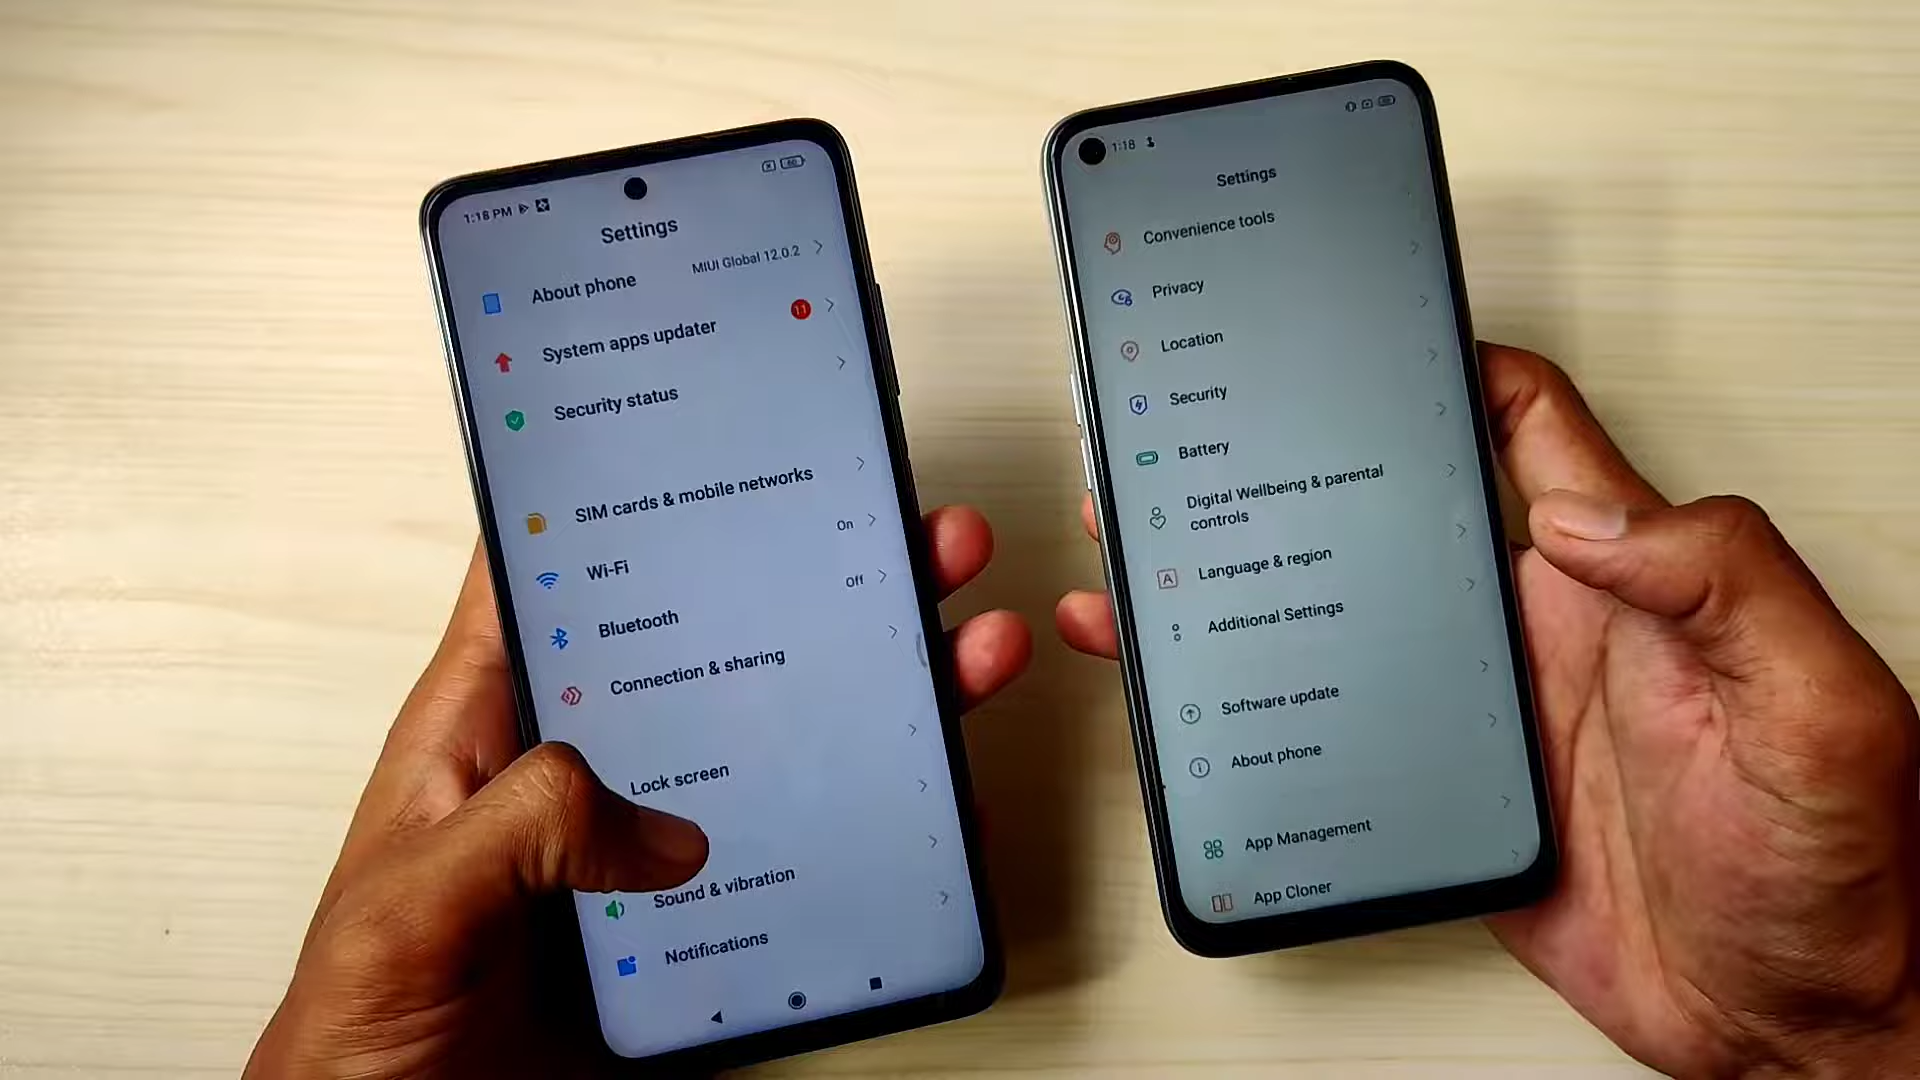 1:18 PM
60
Settings
About phone
MIUI Global 12.0.2
System apps updater
11
Security status
SIM cards & mobile networks
Wi-Fi
On
Bluetooth
Off
Connection & sharing
Lock screen
Sound & vibration
Notifications
1:18
Settings
Convenience tools
Privacy
Location
Security
Battery
Digital Wellbeing & parental
controls
A
Language & region
Additional Settings
Software update
About phone
App Management
App Cloner